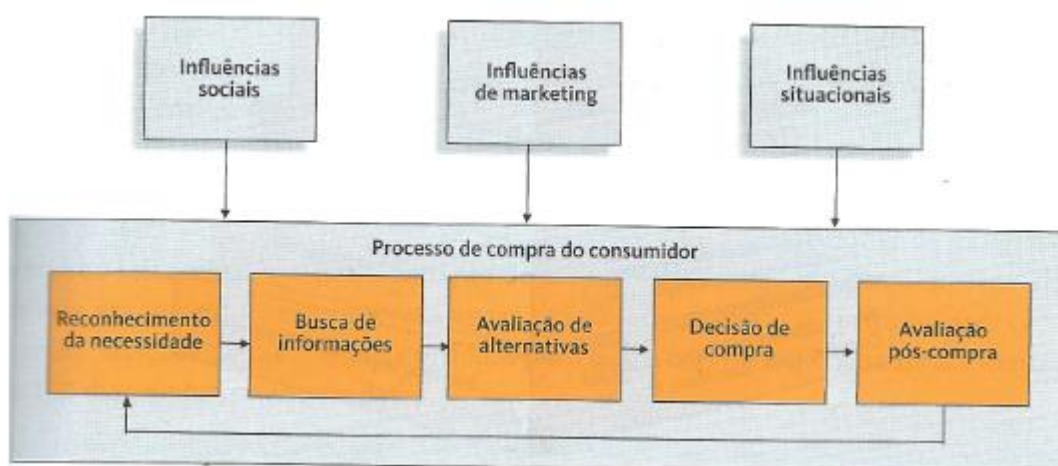 Influências
sociais
Influências
de marketing
Influências
situacionais
Processo de compra do consumidor
Reconhecimento
da necessidade
Busca de
informações
Avaliação de
alternativas
Decisão de
compra
Avaliação
pós-compra